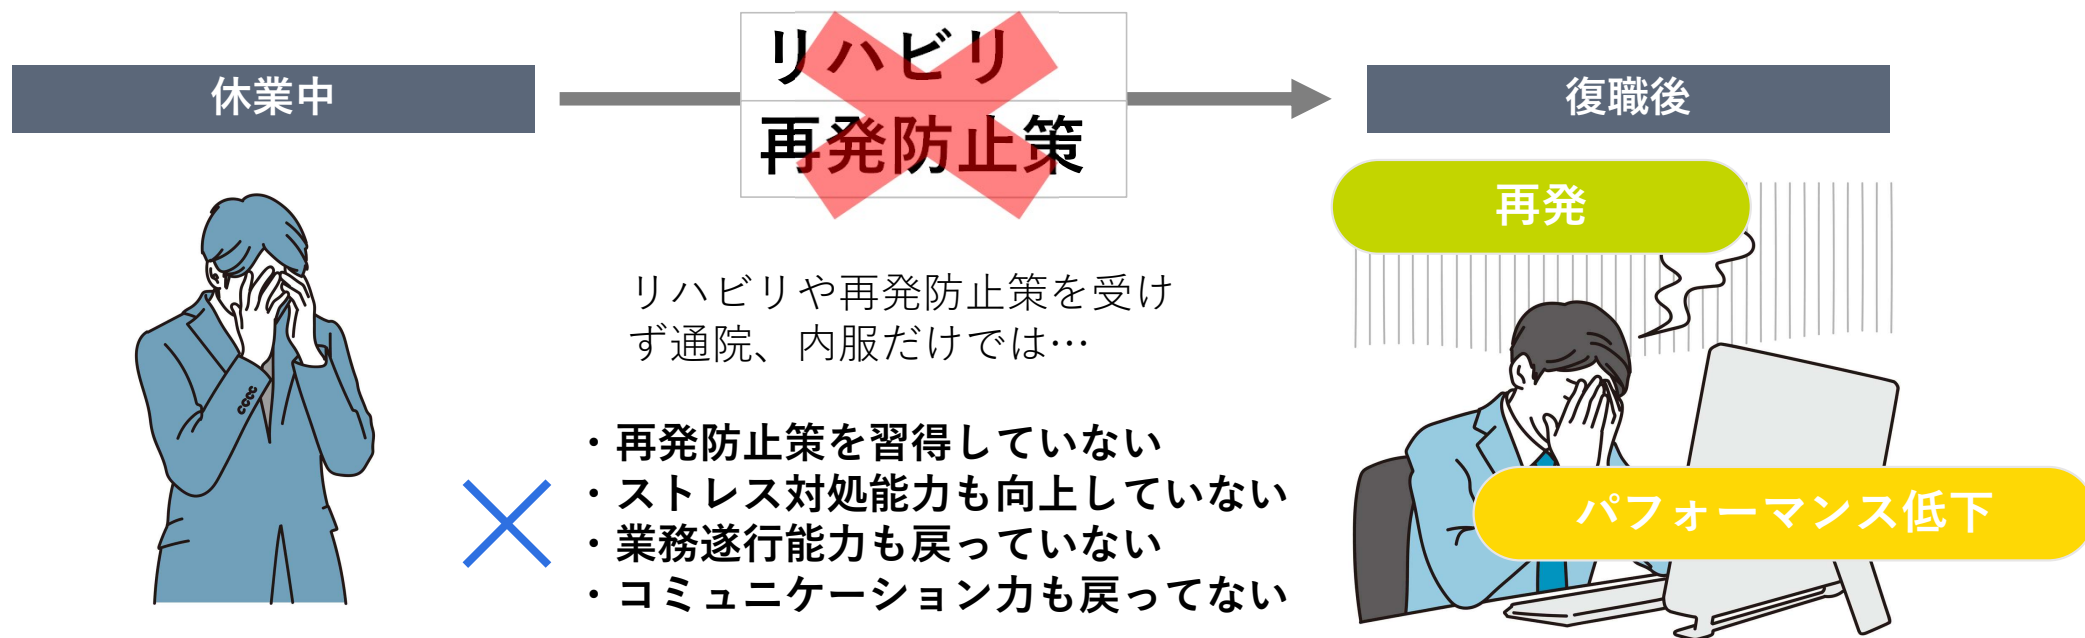 休業中
リハビリ
再発防止策
復職後
再発
リハビリや再発防止策を受け
ず通院、内服だけでは…
・再発防止策を習得していない
・ストレス対処能力も向上していない
・業務遂行能力も戻っていない
・コミュニケーション力も戻ってない
パフォーマンス低下